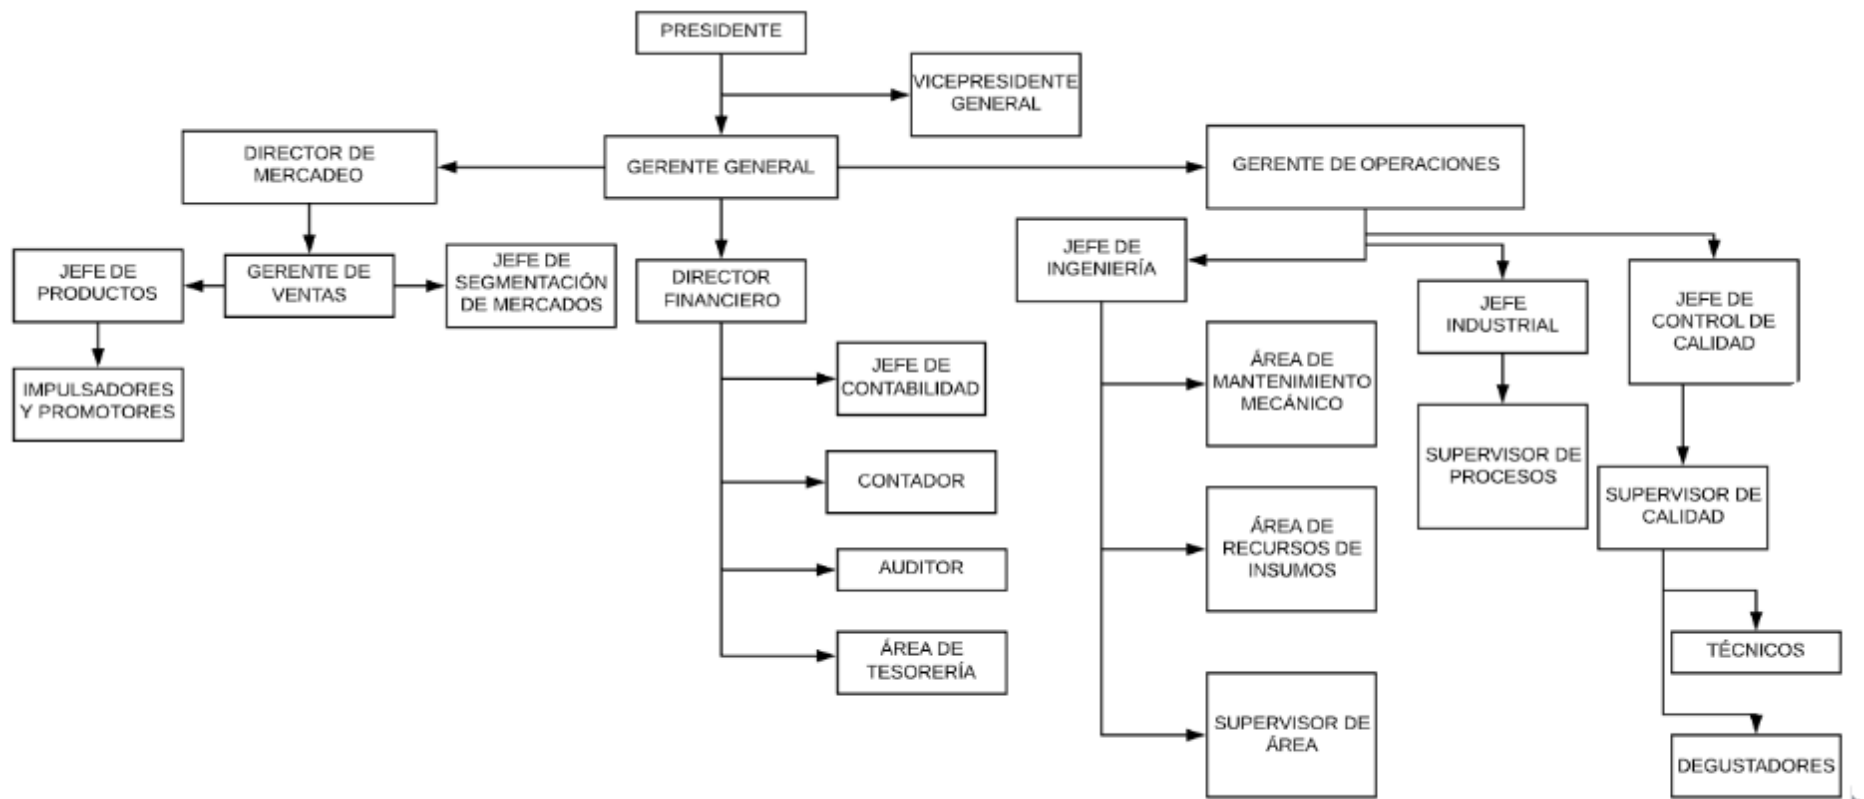 PRESIDENTE
VICEPRESIDENTE
GENERAL
DIRECTOR DE
MERCADEO
GERENTE GENERAL
GERENTE DE OPERACIONES
JEFE DE
PRODUCTOS
GERENTE DE
VENTAS
JEFE DE
SEGMENTACIÓN
DE MERCADOS
IMPULSADORES
Y PROMOTORES
DIRECTOR
FINANCIERO
JEFE DE
CONTABILIDAD
CONTADOR
AUDITOR
ÁREA DE
TESORERÍA
JEFE DE
INGENIERÍA
ÁREA DE
MANTENIMIENTO
MECÁNICO
ÁREA DE
RECURSOS DE
INSUMOS
SUPERVISOR DE
ÁREA
JEFE
INDUSTRIAL
SUPERVISOR DE
PROCESOS
JEFE DE
CONTROL DE
CALIDAD
SUPERVISOR DE
CALIDAD
TÉCNICOS
DEGUSTADORES